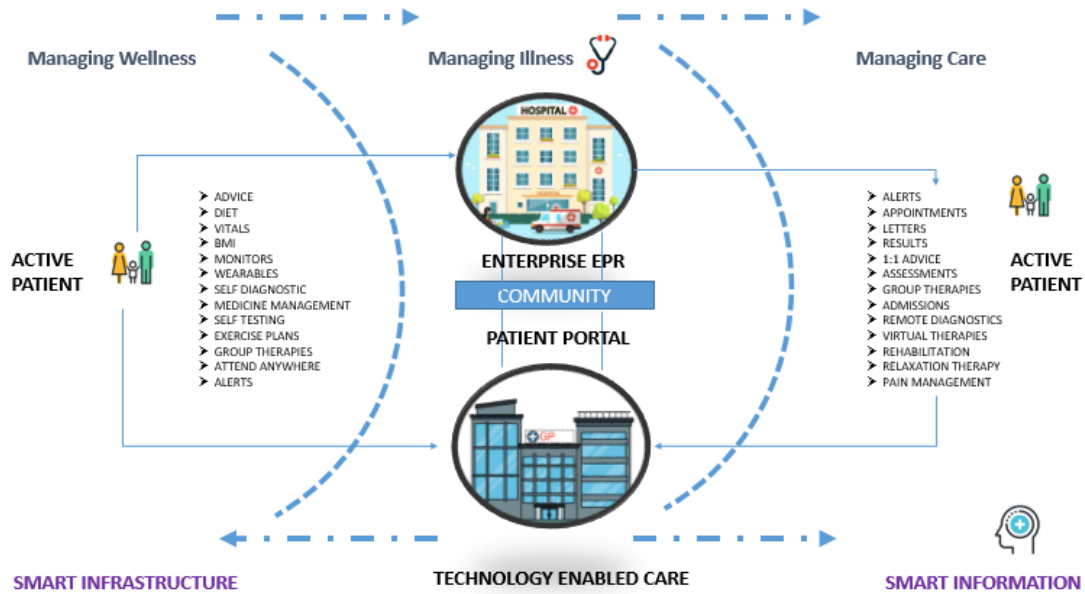 Managing Wellness
Managing Illness
Managing Care
HOSPITAL
HOSPITAL
ACTIVE
PATIENT
➤ ADVICE
➤ DIET
➤ VITALS
➤ BMI
➤ MONITORS
➤ WEARABLES
➤ SELF DIAGNOSTIC
➤ MEDICINE MANAGEMENT
➤ SELF TESTING
➤ EXERCISE PLANS
➤ GROUP THERAPIES
➤ ATTEND ANYWHERE
➤ ALERTS
ENTERPRISE EPR
COMMUNITY
PATIENT PORTAL
➤ ALERTS
➤ APPOINTMENTS
➤ LETTERS
➤ RESULTS
➤ 1:1 ADVICE
➤ ASSESSMENTS
➤ GROUP THERAPIES
➤ ADMISSIONS
➤ REMOTE DIAGNOSTICS
➤ VIRTUAL THERAPIES
➤ REHABILITATION
➤ RELAXATION THERAPY
➤ PAIN MANAGEMENT
ACTIVE
PATIENT
GP
SMART INFRASTRUCTURE
TECHNOLOGY ENABLED CARE
SMART INFORMATION